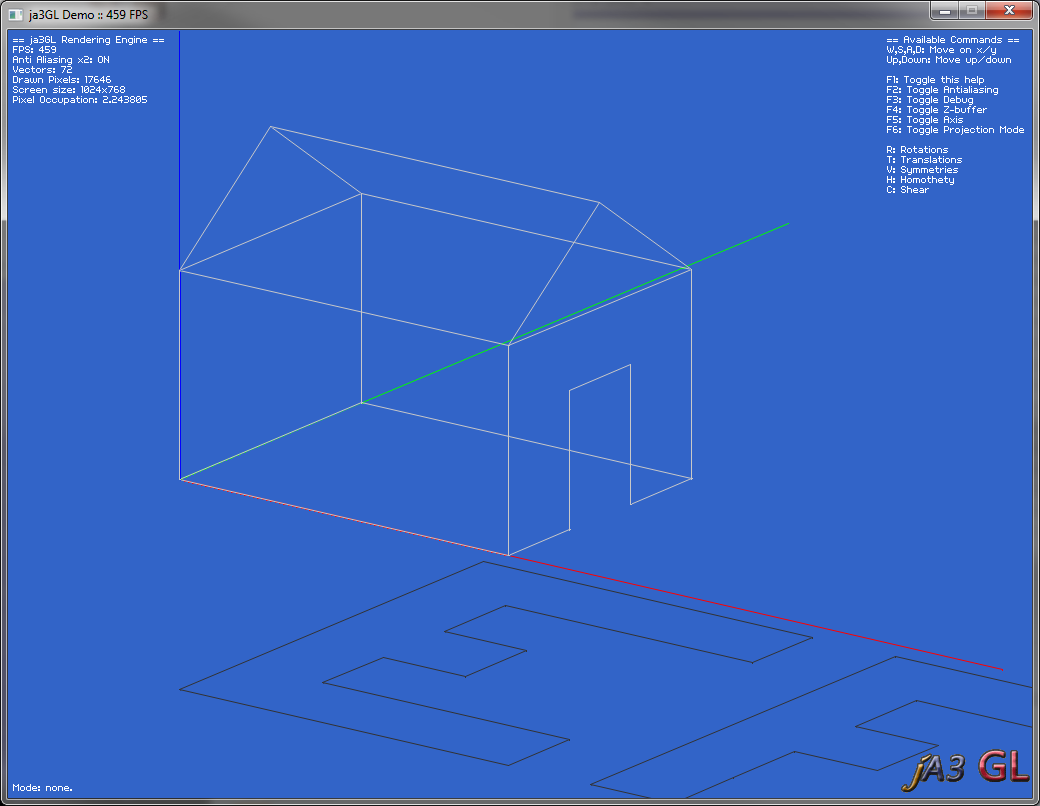 ja3GL Demo :: 459 FPS
== ja3GL Rendering Engine ==
FPS: 459
Anti Aliasing x2: ON
Vectors: 72
Drawn Pixels: 17646
Screen size: 1024x768
Pixel Occupation: 2.243805
== Available Commands ==
W,S,A,D: Move on x/y
Up,Down: Move up/down
F1: Toggle this help
F2: Toggle Antialiasing
F3: Toggle Debug
F4: Toggle Z-buffer
F5: Toggle Axis
F6: Toggle Projection Mode
R: Rotations
T: Translations
V: Symmetries
H: Homothety
C: Shear
Mode: none.
jA3 GL